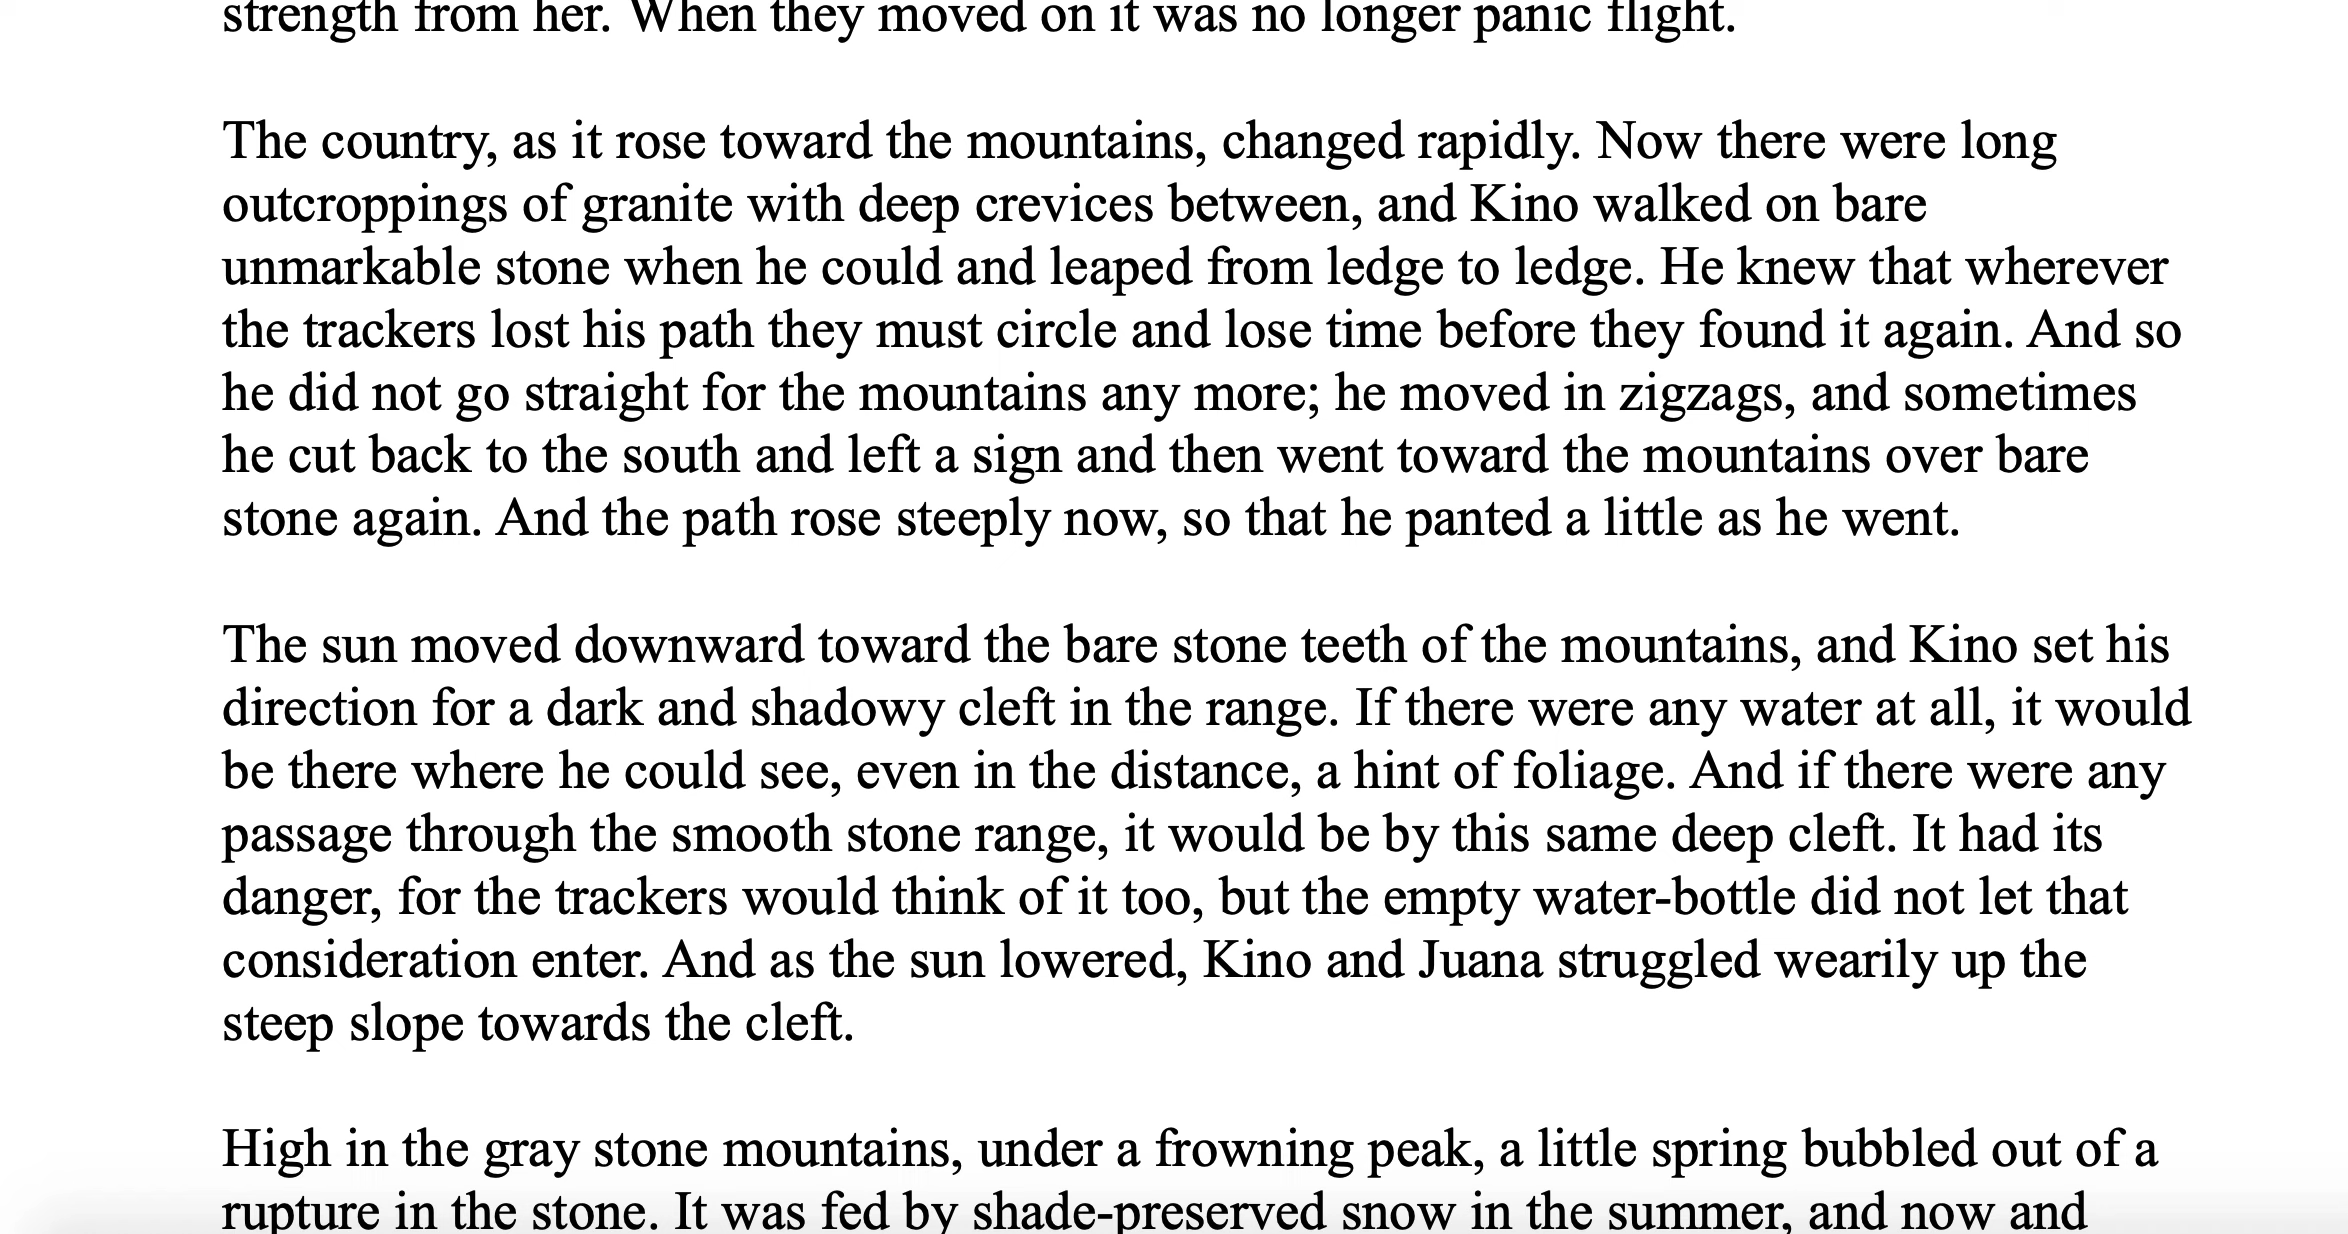 strength from her. When they moved on it was no longer panic flight.
The country, as it rose toward the mountains, changed rapidly. Now there were long
outcroppings of granite with deep crevices between, and Kino walked on bare
unmarkable stone when he could and leaped from ledge to ledge. He knew that wherever
the trackers lost his path they must circle and lose time before they found it again. And so
he did not go straight for the mountains any more; he moved in zigzags, and sometimes
he cut back to the south and left a sign and then went toward the mountains over bare
stone again. And the path rose steeply now, so that he panted a little as he went.
The sun moved downward toward the bare stone teeth of the mountains, and Kino set his
direction for a dark and shadowy cleft in the range. If there were any water at all, it would
be there where he could see, even in the distance, a hint of foliage. And if there were any
passage through the smooth stone range, it would be by this same deep cleft. It had its
danger, for the trackers would think of it too, but the empty water-bottle did not let that
consideration enter. And as the sun lowered, Kino and Juana struggled wearily up the
steep slope towards the cleft.
High in the gray stone mountains, under a frowning peak, a little spring bubbled out of a
rupture in the stone. It was fed by shade-preserved snow in the summer, and now and